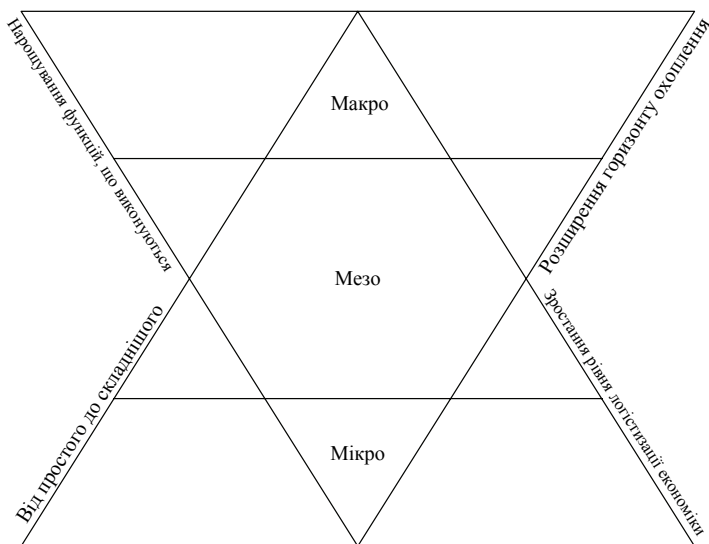 Нарощування функцій, що виконуються
Макро
Розширення горизонту охоплення
Мезо
Від простого до складнішого
Мікро
Зростання рівня логістизації економіки